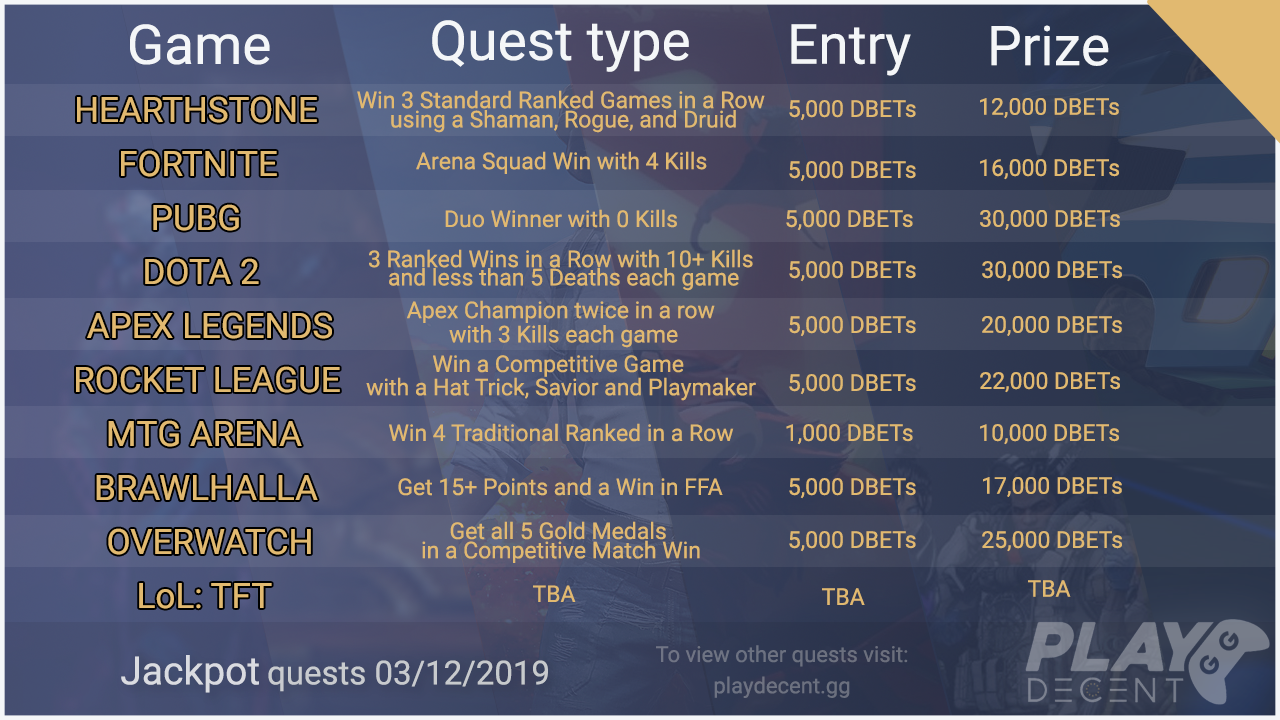 Game Quest type Entry Prize
HEARTHSTONE Win 3 Standard Ranked Games in a Row 5,000 DBETs 12,000 DBETs
using a Shaman, Rogue, and Druid
FORTNITE Arena Squad Win with 4 Kills 5,000 DBETs 16,000 DBETs
PUBG Duo Winner with 0 Kills 5,000 DBETs 30,000 DBETs
DOTA 2 3 Ranked Wins in a Row with 10+ Kills 5,000 DBETs 30,000 DBETs
and less than 5 Deaths each game
APEX LEGENDS Apex Champion twice in a row 5,000 DBETs 20,000 DBETs
with 3 Kills each game
ROCKET LEAGUE Win a Competitive Game 5,000 DBETs 22,000 DBETs
with a Hat Trick, Savior and Playmaker
MTG ARENA Win 4 Traditional Ranked in a Row 1,000 DBETs 10,000 DBETs
BRAWLHALLA Get 15+ Points and a Win in FFA 5,000 DBETs 17,000 DBETs
OVERWATCH Get all 5 Gold Medals 5,000 DBETs 25,000 DBETs
in a Competitive Match Win
LoL: TFT TBA TBA TBA
Jackpot quests 03/12/2019
To view other quests visit:
playdecent.gg
PLAY GG
DECENT